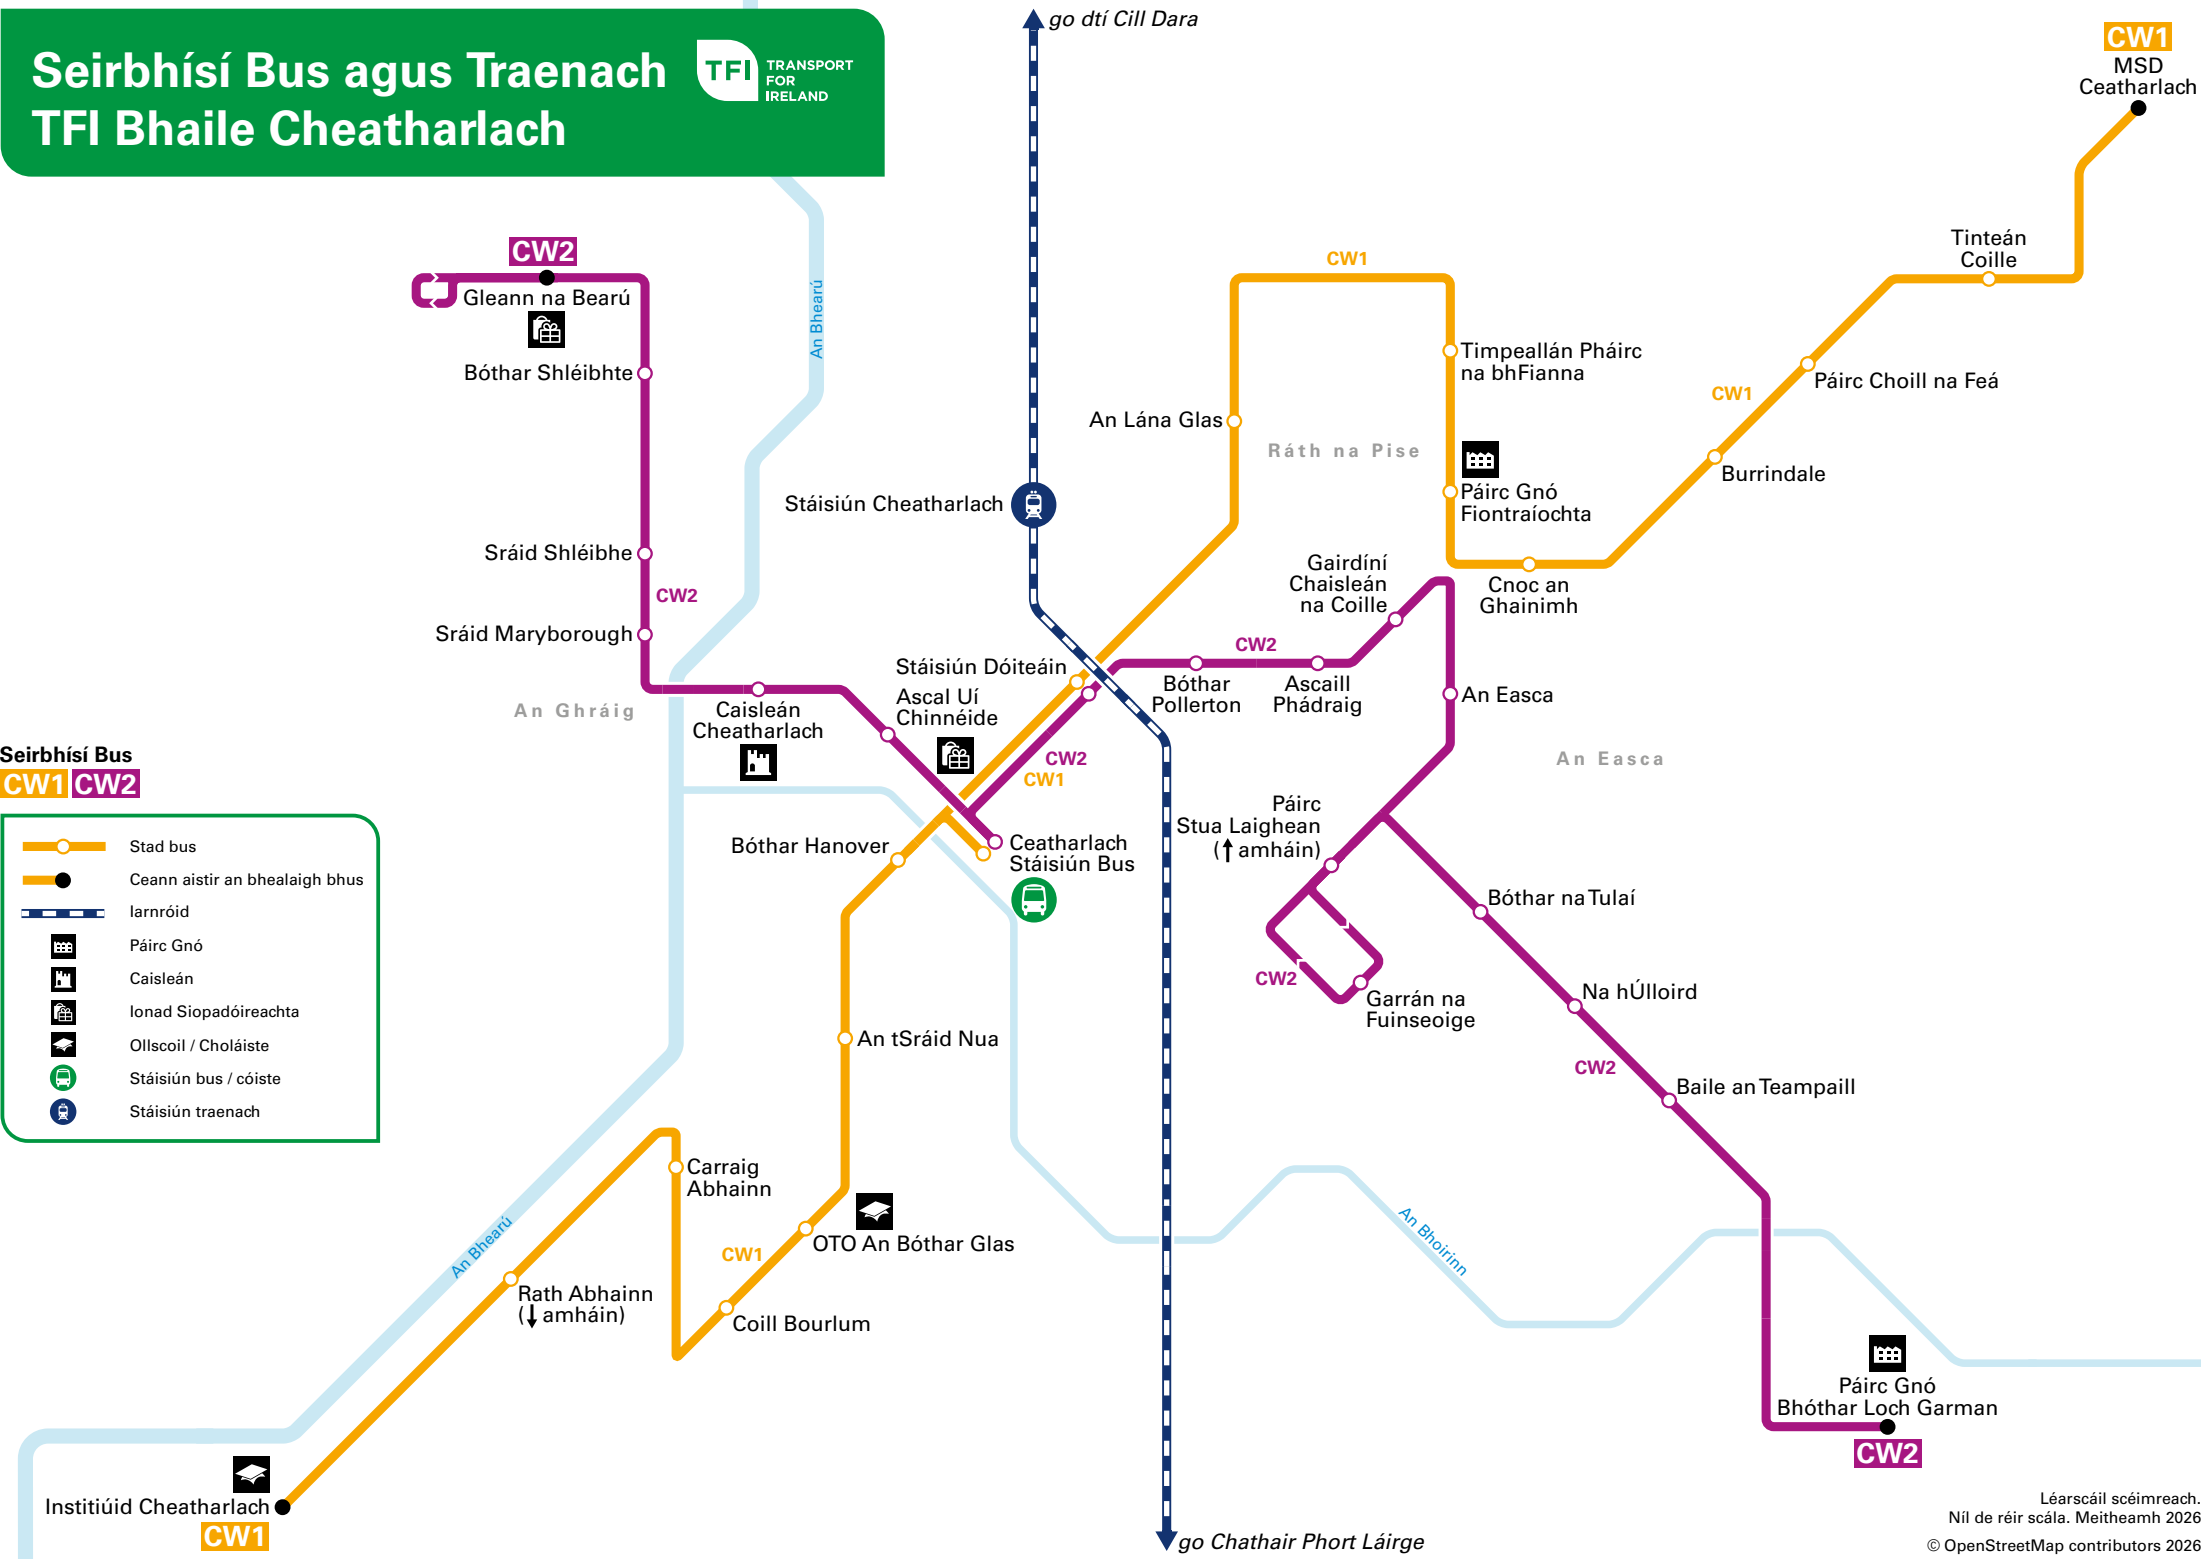 Seirbhísí Bus agus Traenach
TFI Bhaile Cheatharlach
TFI
TRANSPORT
FOR
IRELAND
go dtí Cill Dara
CW1
MSD
Ceatharlach
Tinteán
Coille
CW2
Gleann na Bearú
An Bhearú
CW1
Bóthar Shléibhte
Timpeallán Pháirc
na bhFianna
Páirc Choill na Feá
CW1
An Lána Glas
Ráth na Pise
Burrindale
Páirc Gnó
Fiontraíochta
Stáisiún Cheatharlach
Sráid Shléibhe
CW2
Gairdíní
Chaisleán
na Coille
Cnoc an
Ghainimh
Sráid Maryborough
CW2
Stáisiún Dóiteáin
Ascal Uí
Chinnéide
Bóthar
Pollerton
Ascaill
Phádraig
An Easca
An Ghráig
Caisleán
Cheatharlach
CW2
CW1
An Easca
Seirbhísí Bus
CW1 CW2
Stad bus
Ceann aistir an bhealaigh bhus
Iarnróid
Páirc Gnó
Caisleán
Ionad Siopadóireachta
Ollscoil / Choláiste
Stáisiún bus / cóiste
Stáisiún traenach
Bóthar Hanover
Ceatharlach
Stáisiún Bus
Páirc
Stua Laighean
(↑ amháin)
Bóthar na Tulaí
CW2
Garrán na
Fuinseoige
Na hÚlloird
An tSráid Nua
CW2
Baile an Teampaill
Carraig
Abhainn
An Bhearú
OTO An Bóthar Glas
CW1
An Bhoirinn
Rath Abhainn
(↓ amháin)
Coill Bourlum
Páirc Gnó
Bhóthar Loch Garman
CW2
Institiúid Cheatharlach
CW1
go Chathair Phort Láirge
Léarscáil scéimreach.
Níl de réir scála. Meitheamh 2026
© OpenStreetMap contributors 2026